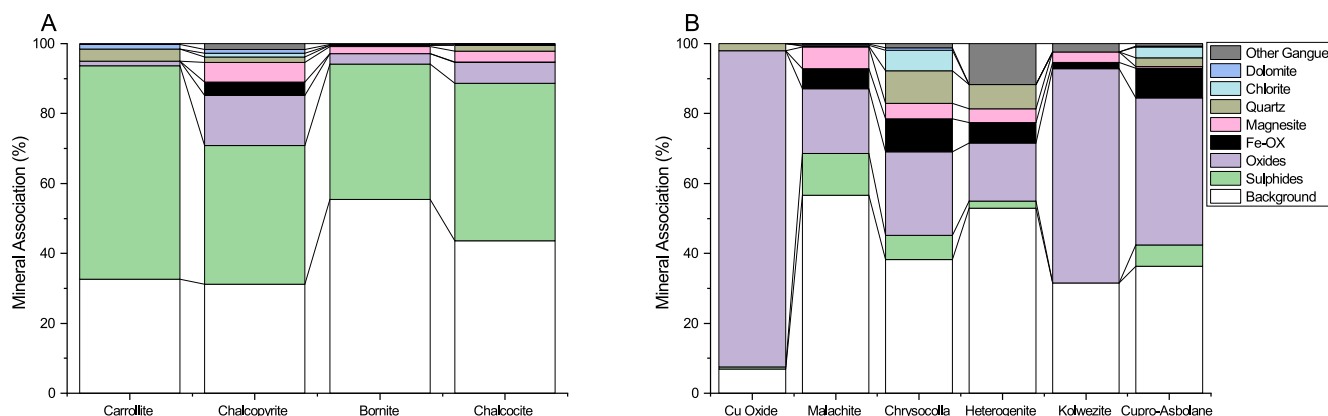 A
Mineral Association (%)
100
80
60
40
20
0
Carrollite Chalcopyrite Bornite Chalcocite
B
Mineral Association (%)
100
80
60
40
20
0
Cu Oxide Malachite Chrysocolla Heterogenite Kolwezite Cupro-Asbolane
Other Gangue
Dolomite
Chlorite
Quartz
Magnesite
Fe-OX
Oxides
Sulphides
Background